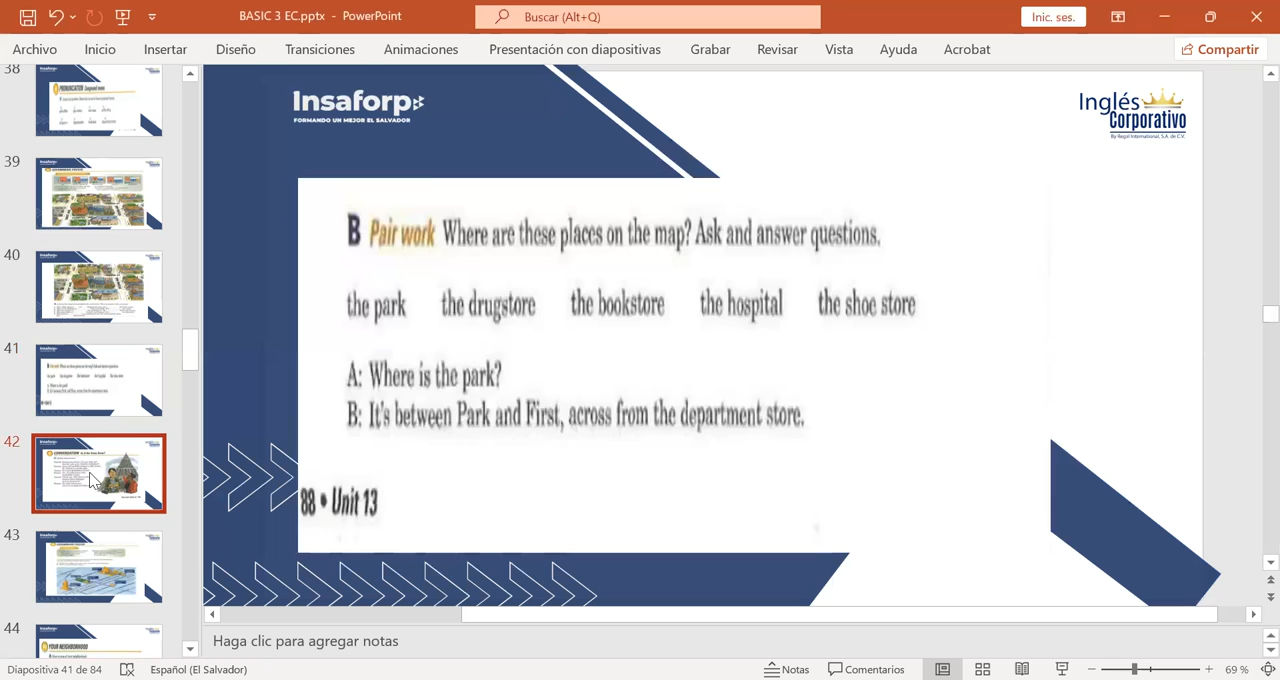 BASIC 3 EC.pptx - PowerPoint
Buscar (Alt+Q)
Inic. ses.
Archivo Inicio Insertar Diseño Transiciones Animaciones Presentación con diapositivas Grabar Revisar Vista Ayuda Acrobat
Compartir
38
39
40
41
42
43
44
Insaforp
FORMANDO UN MEJOR EL SALVADOR
Inglés
Corporativo
By Regal International, S.A. de C.V.
B Pair work Where are these places on the map? Ask and answer questions.
the park the drugstore the bookstore the hospital the shoe store
A: Where is the park?
B: It's between Park and First, across from the department store.
88 • Unit 13
Haga clic para agregar notas
Diapositiva 41 de 84 Español (El Salvador) Notas Comentarios 69 %